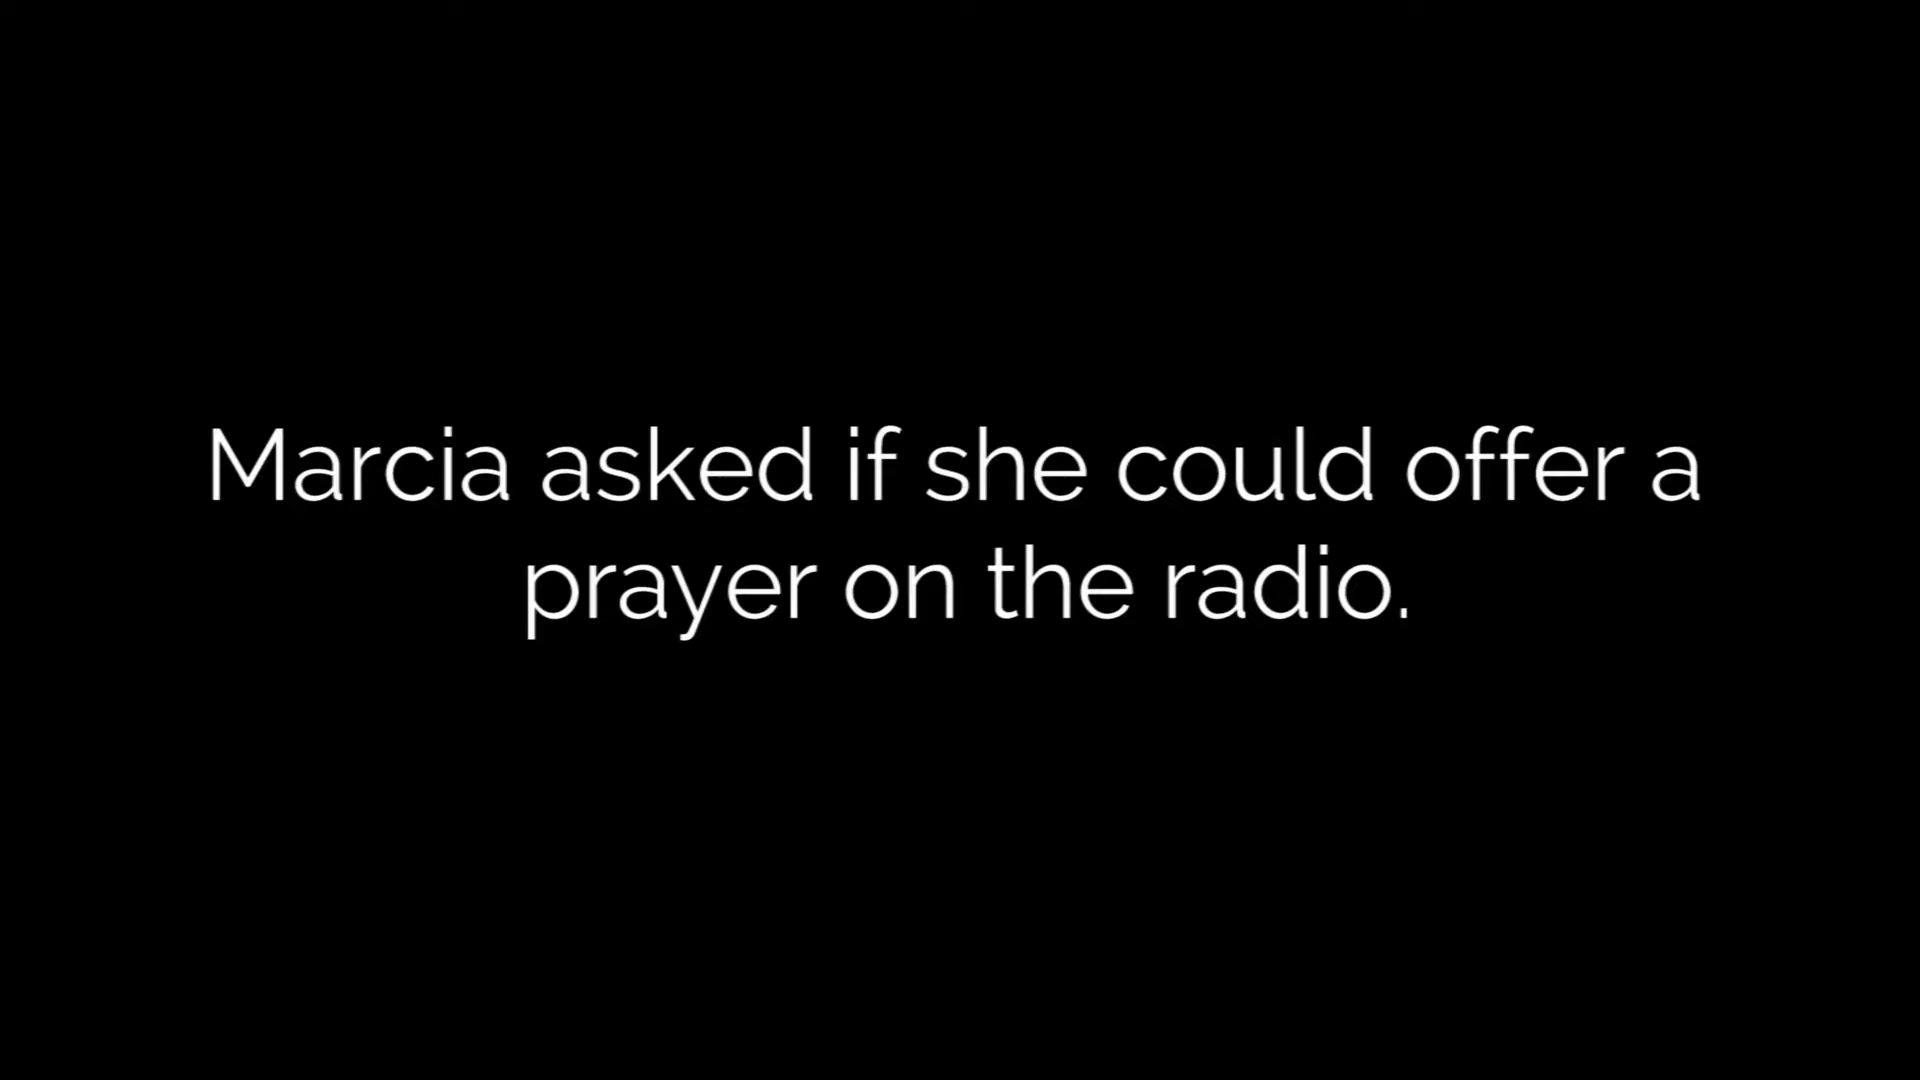 Marcia asked if she could offer a
prayer on the radio.